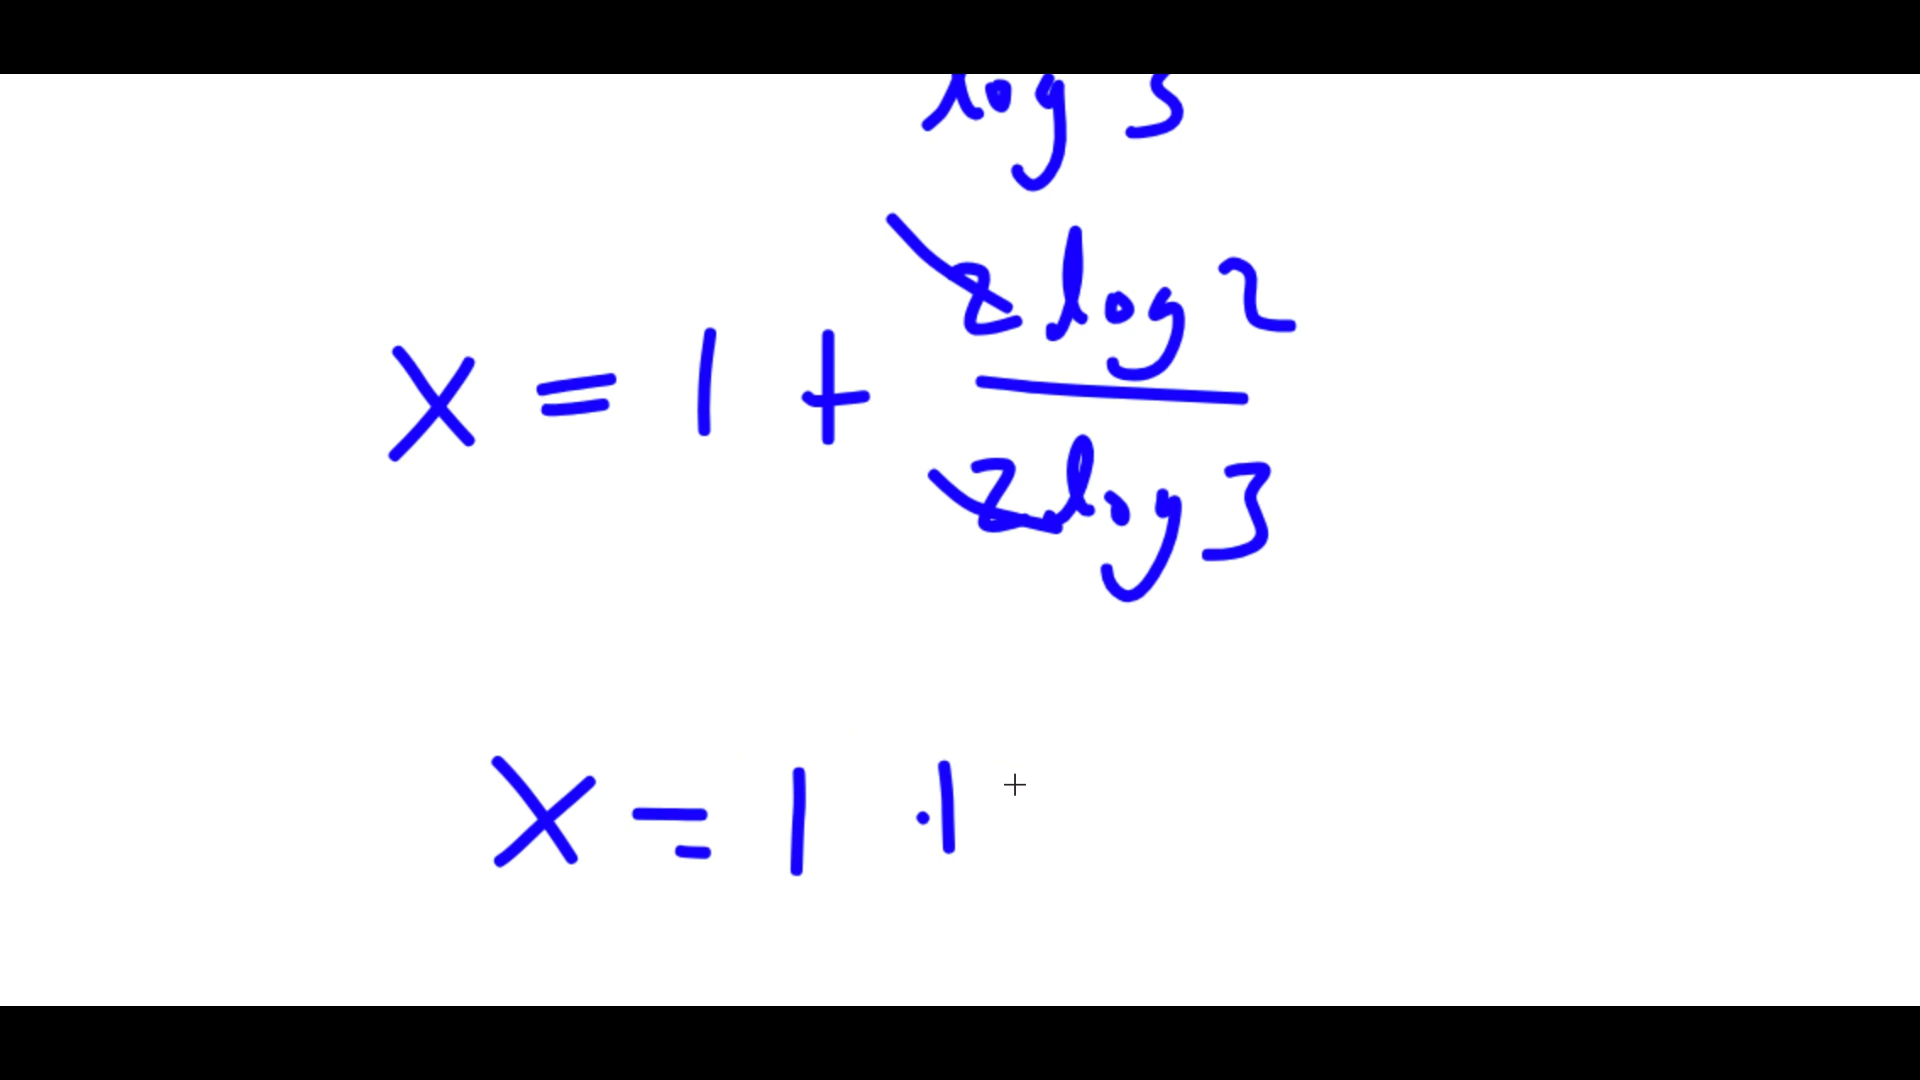 log 3
x = 1 + 2 log 2 / 2 log 3
x = 1 . 1